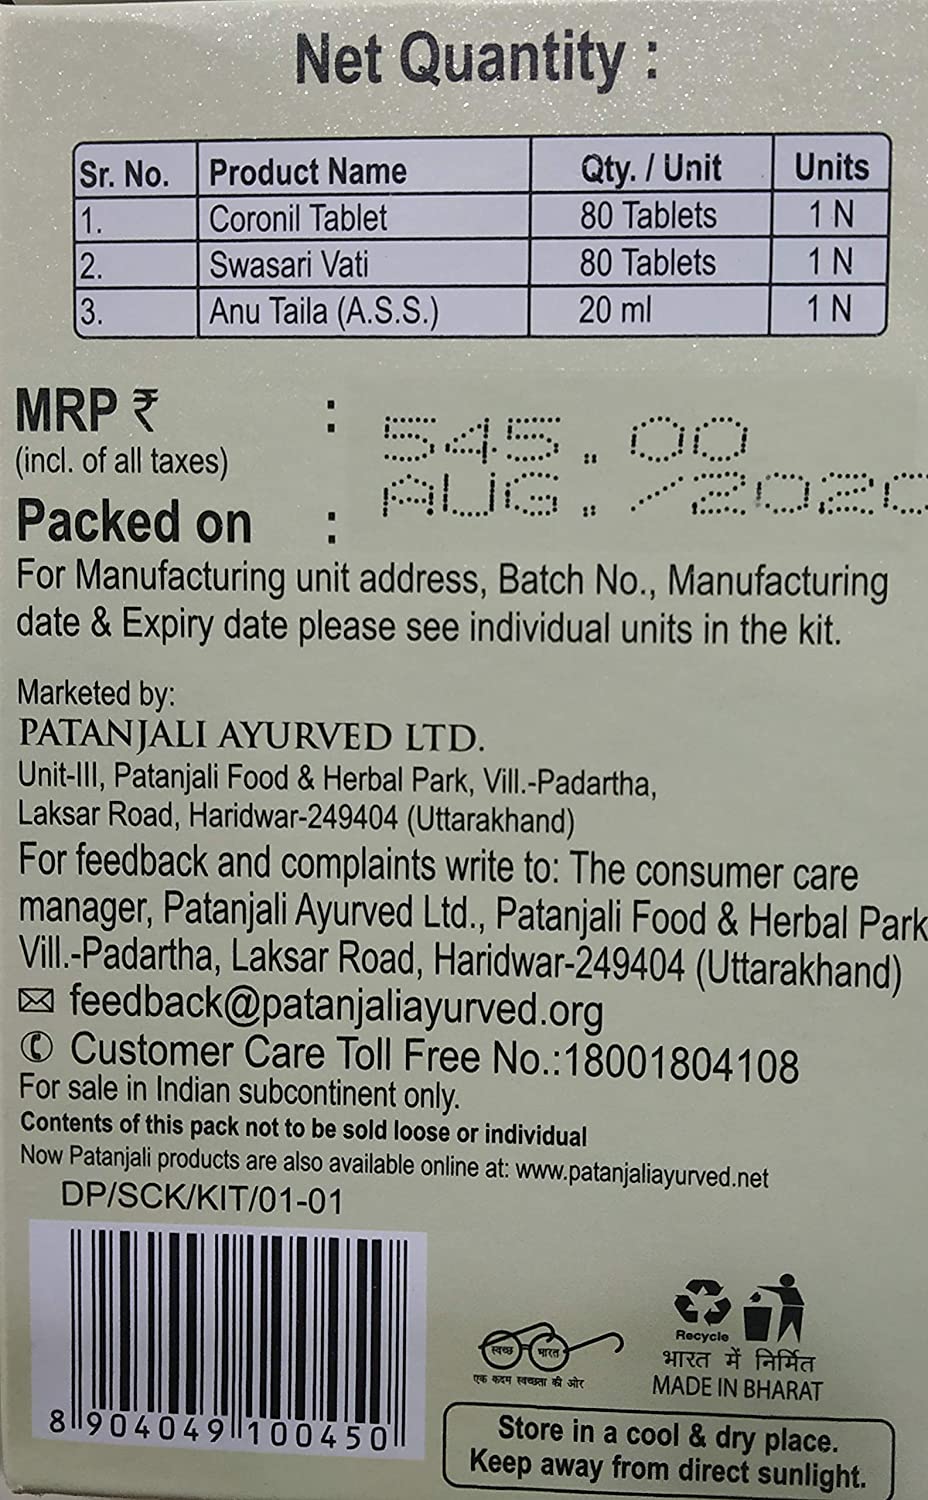 Net Quantity :
Sr. No. Product Name Qty. / Unit Units
1. Coronil Tablet 80 Tablets 1 N
2. Swasari Vati 80 Tablets 1 N
3. Anu Taila (A.S.S.) 20 ml 1 N
MRP ₹ : 545.00
(incl. of all taxes)
Packed on : AUG./2020
For Manufacturing unit address, Batch No., Manufacturing
date & Expiry date please see individual units in the kit.
Marketed by:
PATANJALI AYURVED LTD.
Unit-III, Patanjali Food & Herbal Park, Vill.-Padartha,
Laksar Road, Haridwar-249404 (Uttarakhand)
For feedback and complaints write to: The consumer care
manager, Patanjali Ayurved Ltd., Patanjali Food & Herbal Park
Vill.-Padartha, Laksar Road, Haridwar-249404 (Uttarakhand)
feedback@patanjaliayurved.org
Customer Care Toll Free No.:18001804108
For sale in Indian subcontinent only.
Contents of this pack not to be sold loose or individual
Now Patanjali products are also available online at: www.patanjaliayurved.net
DP/SCK/KIT/01-01
8 904049 100450
स्वच्छ भारत
एक कदम स्वच्छता की ओर
Recycle
भारत में निर्मित
MADE IN BHARAT
Store in a cool & dry place.
Keep away from direct sunlight.